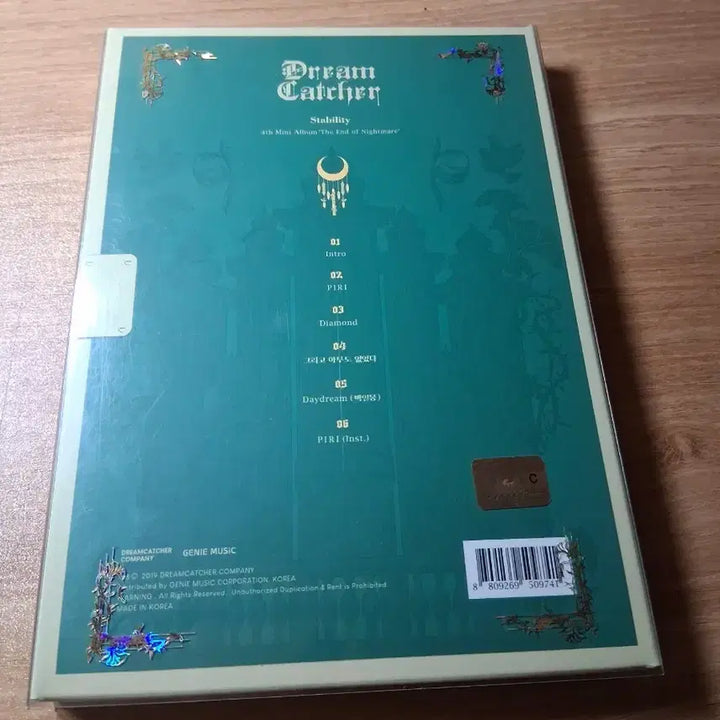 Dream
Catcher
Stability
4th Mini Album 'The End of Nightmare'
01
Intro
02
PIRI
03
Diamond
04
그리고 아무도 없었다
05
Daydream (백일몽)
06
PIRI (Inst.)
C
DREAMCATCHER
COMPANY
GENIE MUSIC
© 2019 DREAMCATCHER COMPANY
by GENIE MUSIC CORPORATION, KOREA
WARNING . All Rights Reserved . Unauthorized Duplication & Rent is Prohibited
MADE IN KOREA
8 809269 509741